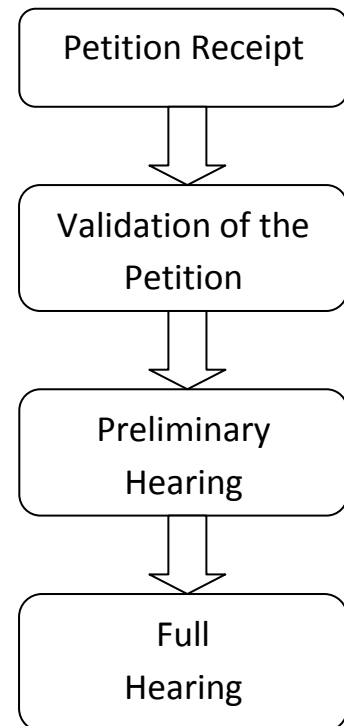 Petition Receipt
Validation of the
Petition
Preliminary
Hearing
Full
Hearing